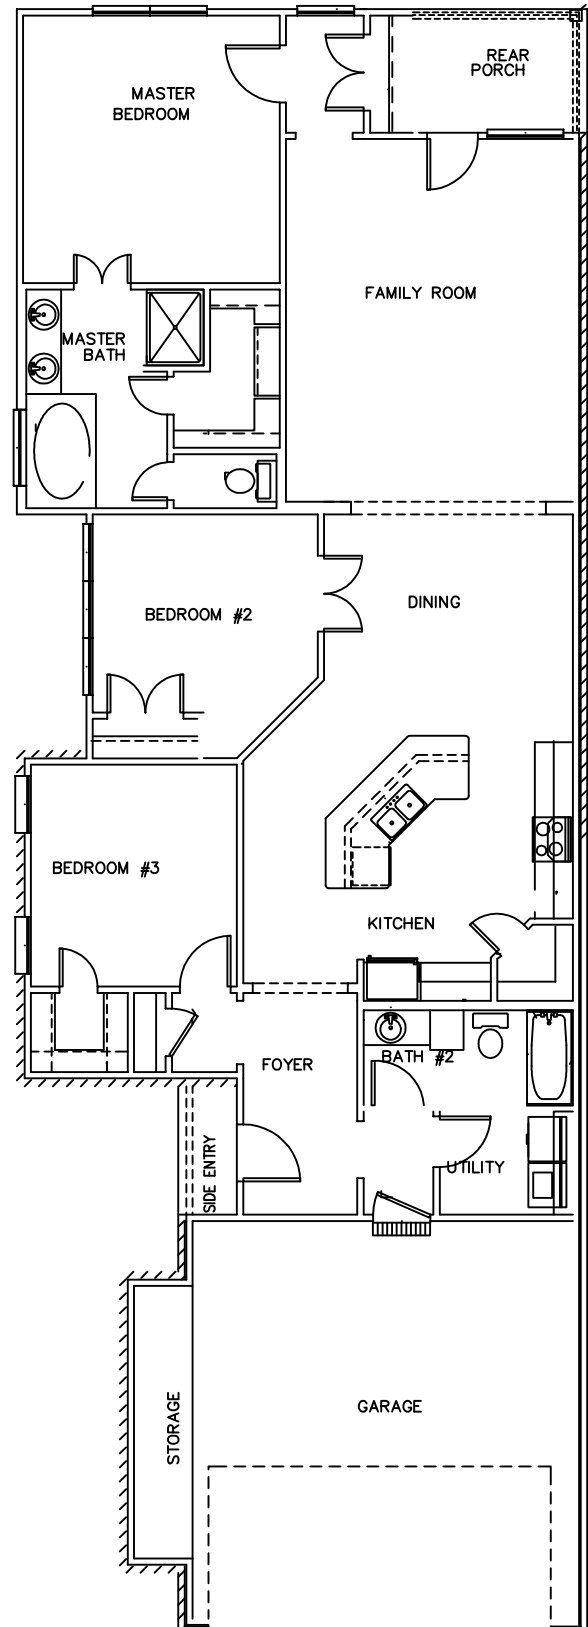 REAR
PORCH
MASTER
BEDROOM
FAMILY ROOM
MASTER
BATH
DINING
BEDROOM #2
BEDROOM #3
KITCHEN
BATH #2
FOYER
UTILITY
SIDE ENTRY
GARAGE
STORAGE